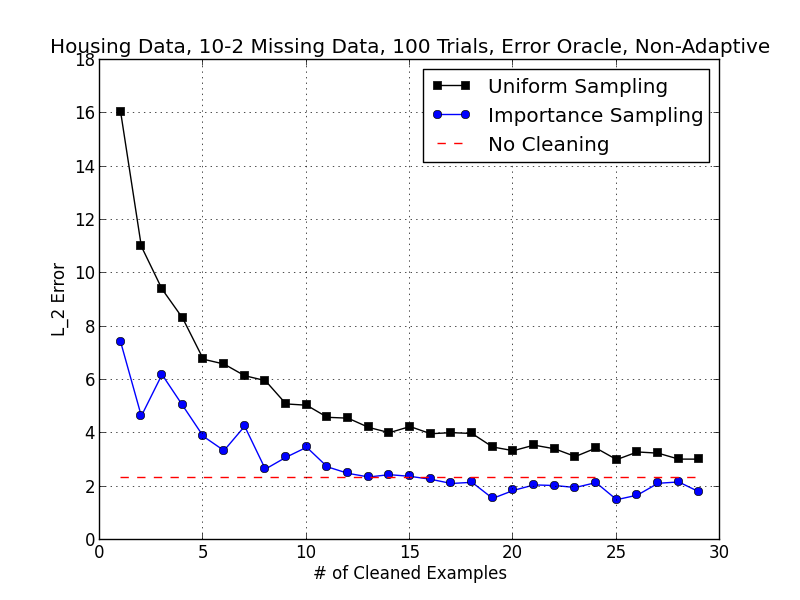 Housing Data, 10-2 Missing Data, 100 Trials, Error Oracle, Non-Adaptive
Uniform Sampling
Importance Sampling
No Cleaning
L_2 Error
18
16
14
12
10
8
6
4
2
0
0 5 10 15 20 25 30
# of Cleaned Examples